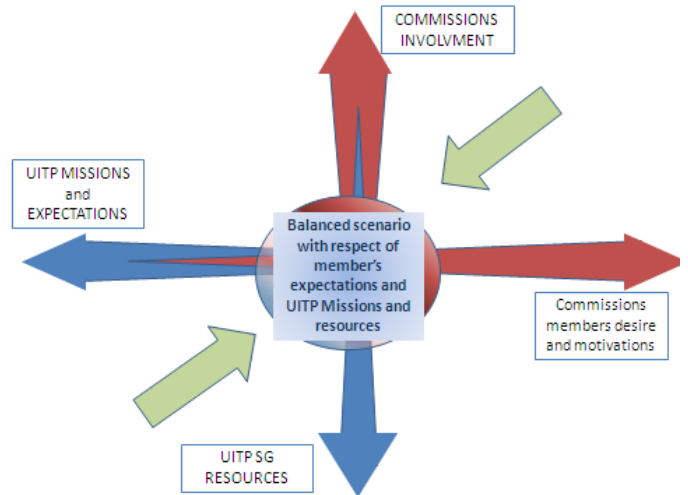 COMMISSIONS
INVOLVMENT
UITP MISSIONS
and
EXPECTATIONS
Balanced scenario
with respect of
member's
expectations and
UITP Missions and
resources
Commissions
members desire
and motivations
UITP SG
RESOURCES